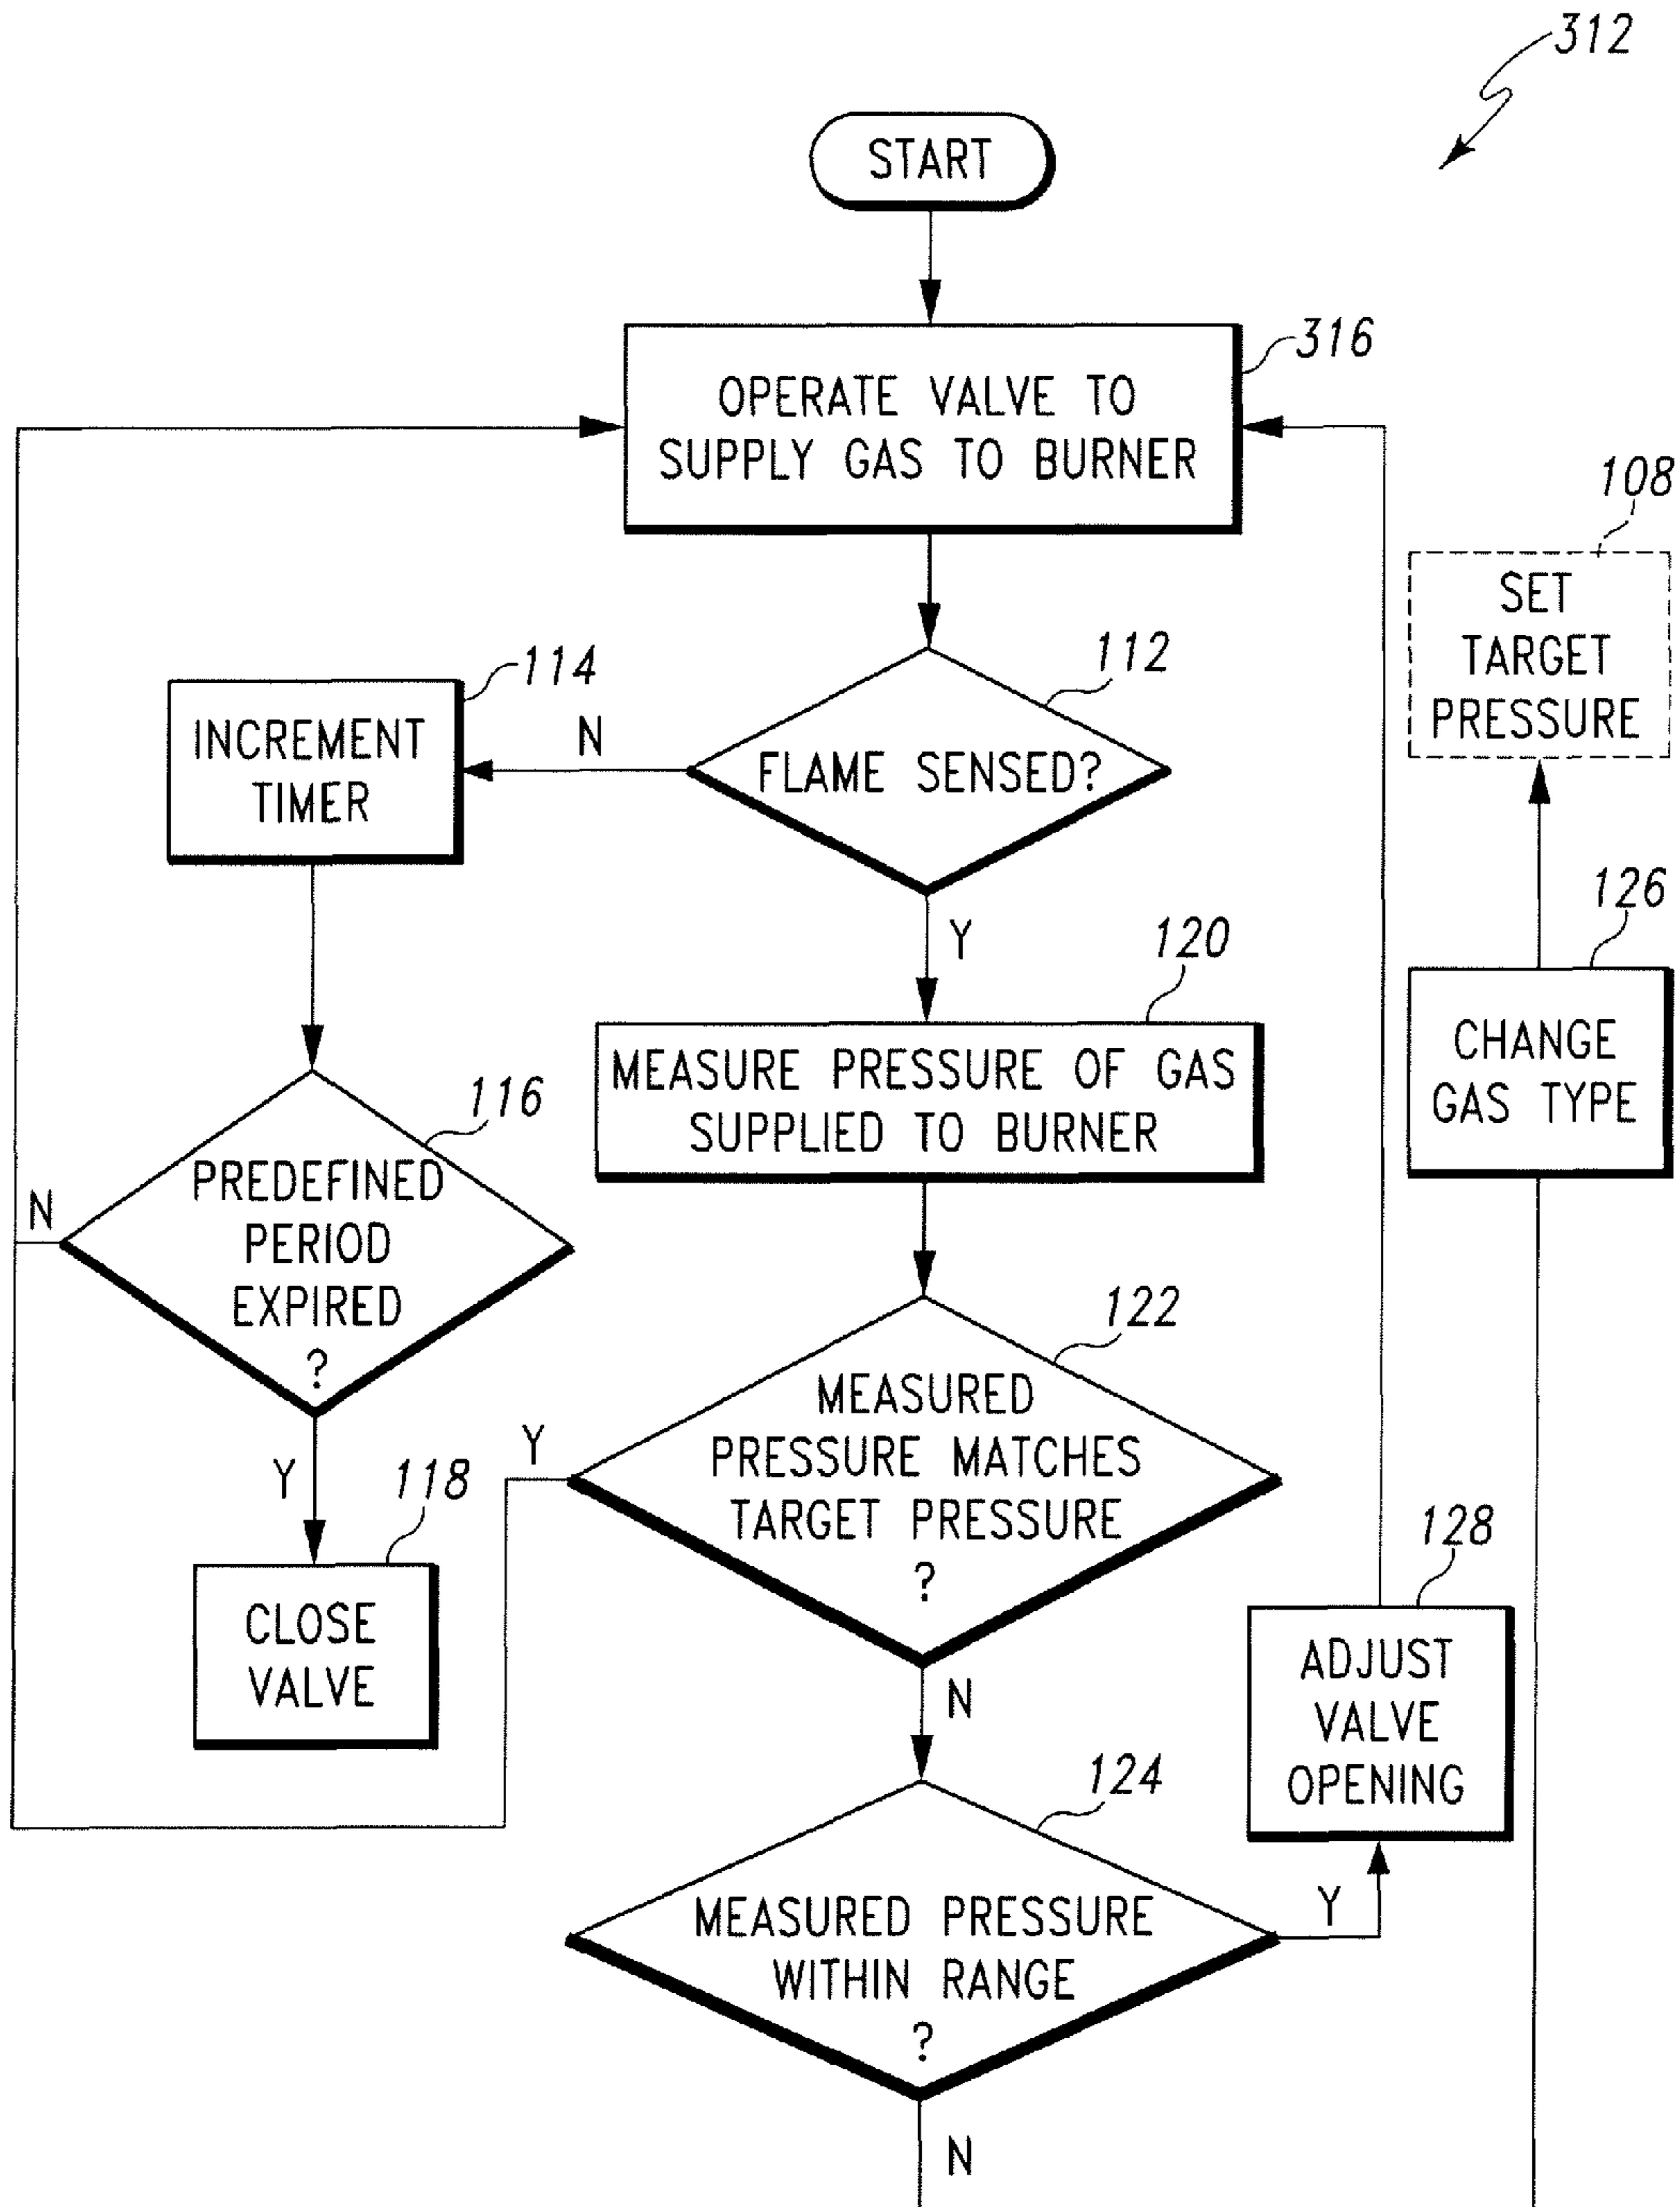 312
START
316
OPERATE VALVE TO
SUPPLY GAS TO BURNER
108
SET
TARGET
PRESSURE
112
FLAME SENSED?
N
114
INCREMENT
TIMER
Y
120
MEASURE PRESSURE OF GAS
SUPPLIED TO BURNER
126
CHANGE
GAS TYPE
116
PREDEFINED
PERIOD
EXPIRED
?
N
Y
118
CLOSE
VALVE
122
MEASURED
PRESSURE MATCHES
TARGET PRESSURE
?
Y
N
128
ADJUST
VALVE
OPENING
124
MEASURED PRESSURE
WITHIN RANGE
?
Y
N